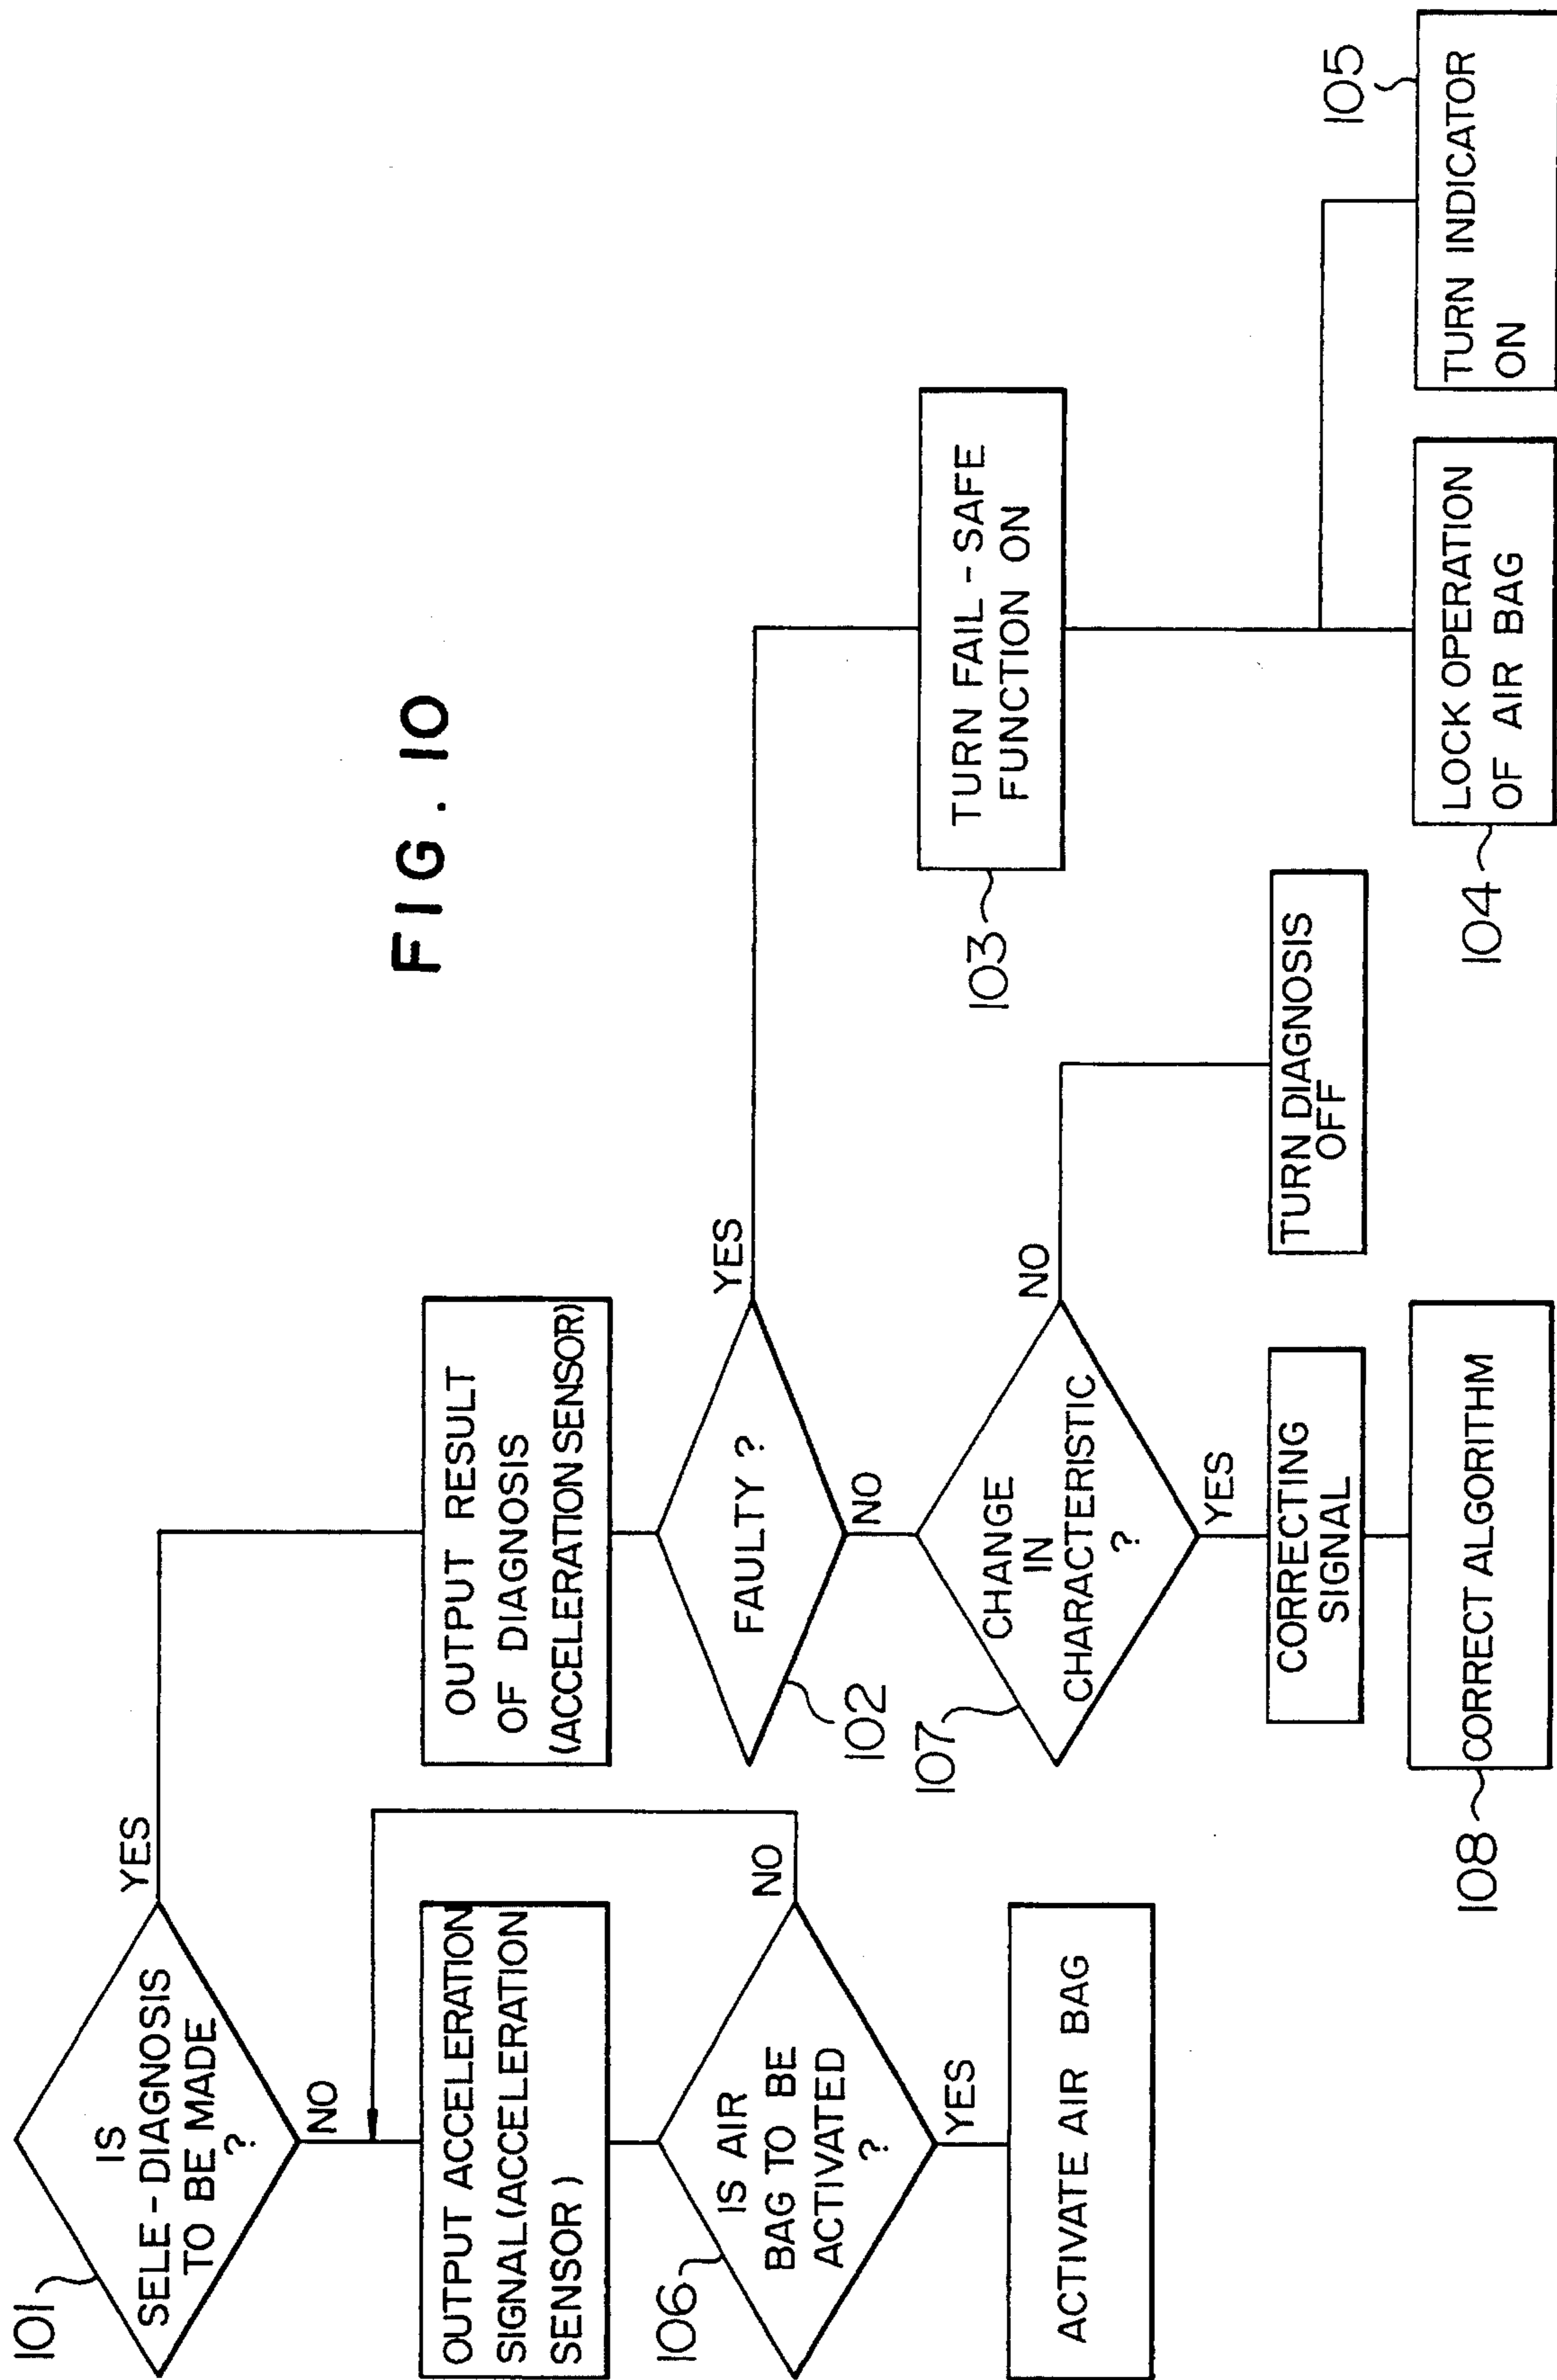 FIG. 10
101
IS
SELE-DIAGNOSIS
TO BE MADE
?
YES
NO
OUTPUT ACCELERATION
SIGNAL(ACCELERATION
SENSOR)
106
IS AIR
BAG TO BE
ACTIVATED
?
NO
YES
ACTIVATE AIR BAG
OUTPUT RESULT
OF DIAGNOSIS
(ACCELERATION SENSOR)
FAULTY ?
102
YES
NO
107
CHANGE
IN
CHARACTERISTIC
?
NO
YES
CORRECTING
SIGNAL
108
CORRECT ALGORITHM
TURN DIAGNOSIS
OFF
103
TURN FAIL-SAFE
FUNCTION ON
104
LOCK OPERATION
OF AIR BAG
105
TURN INDICATOR
ON